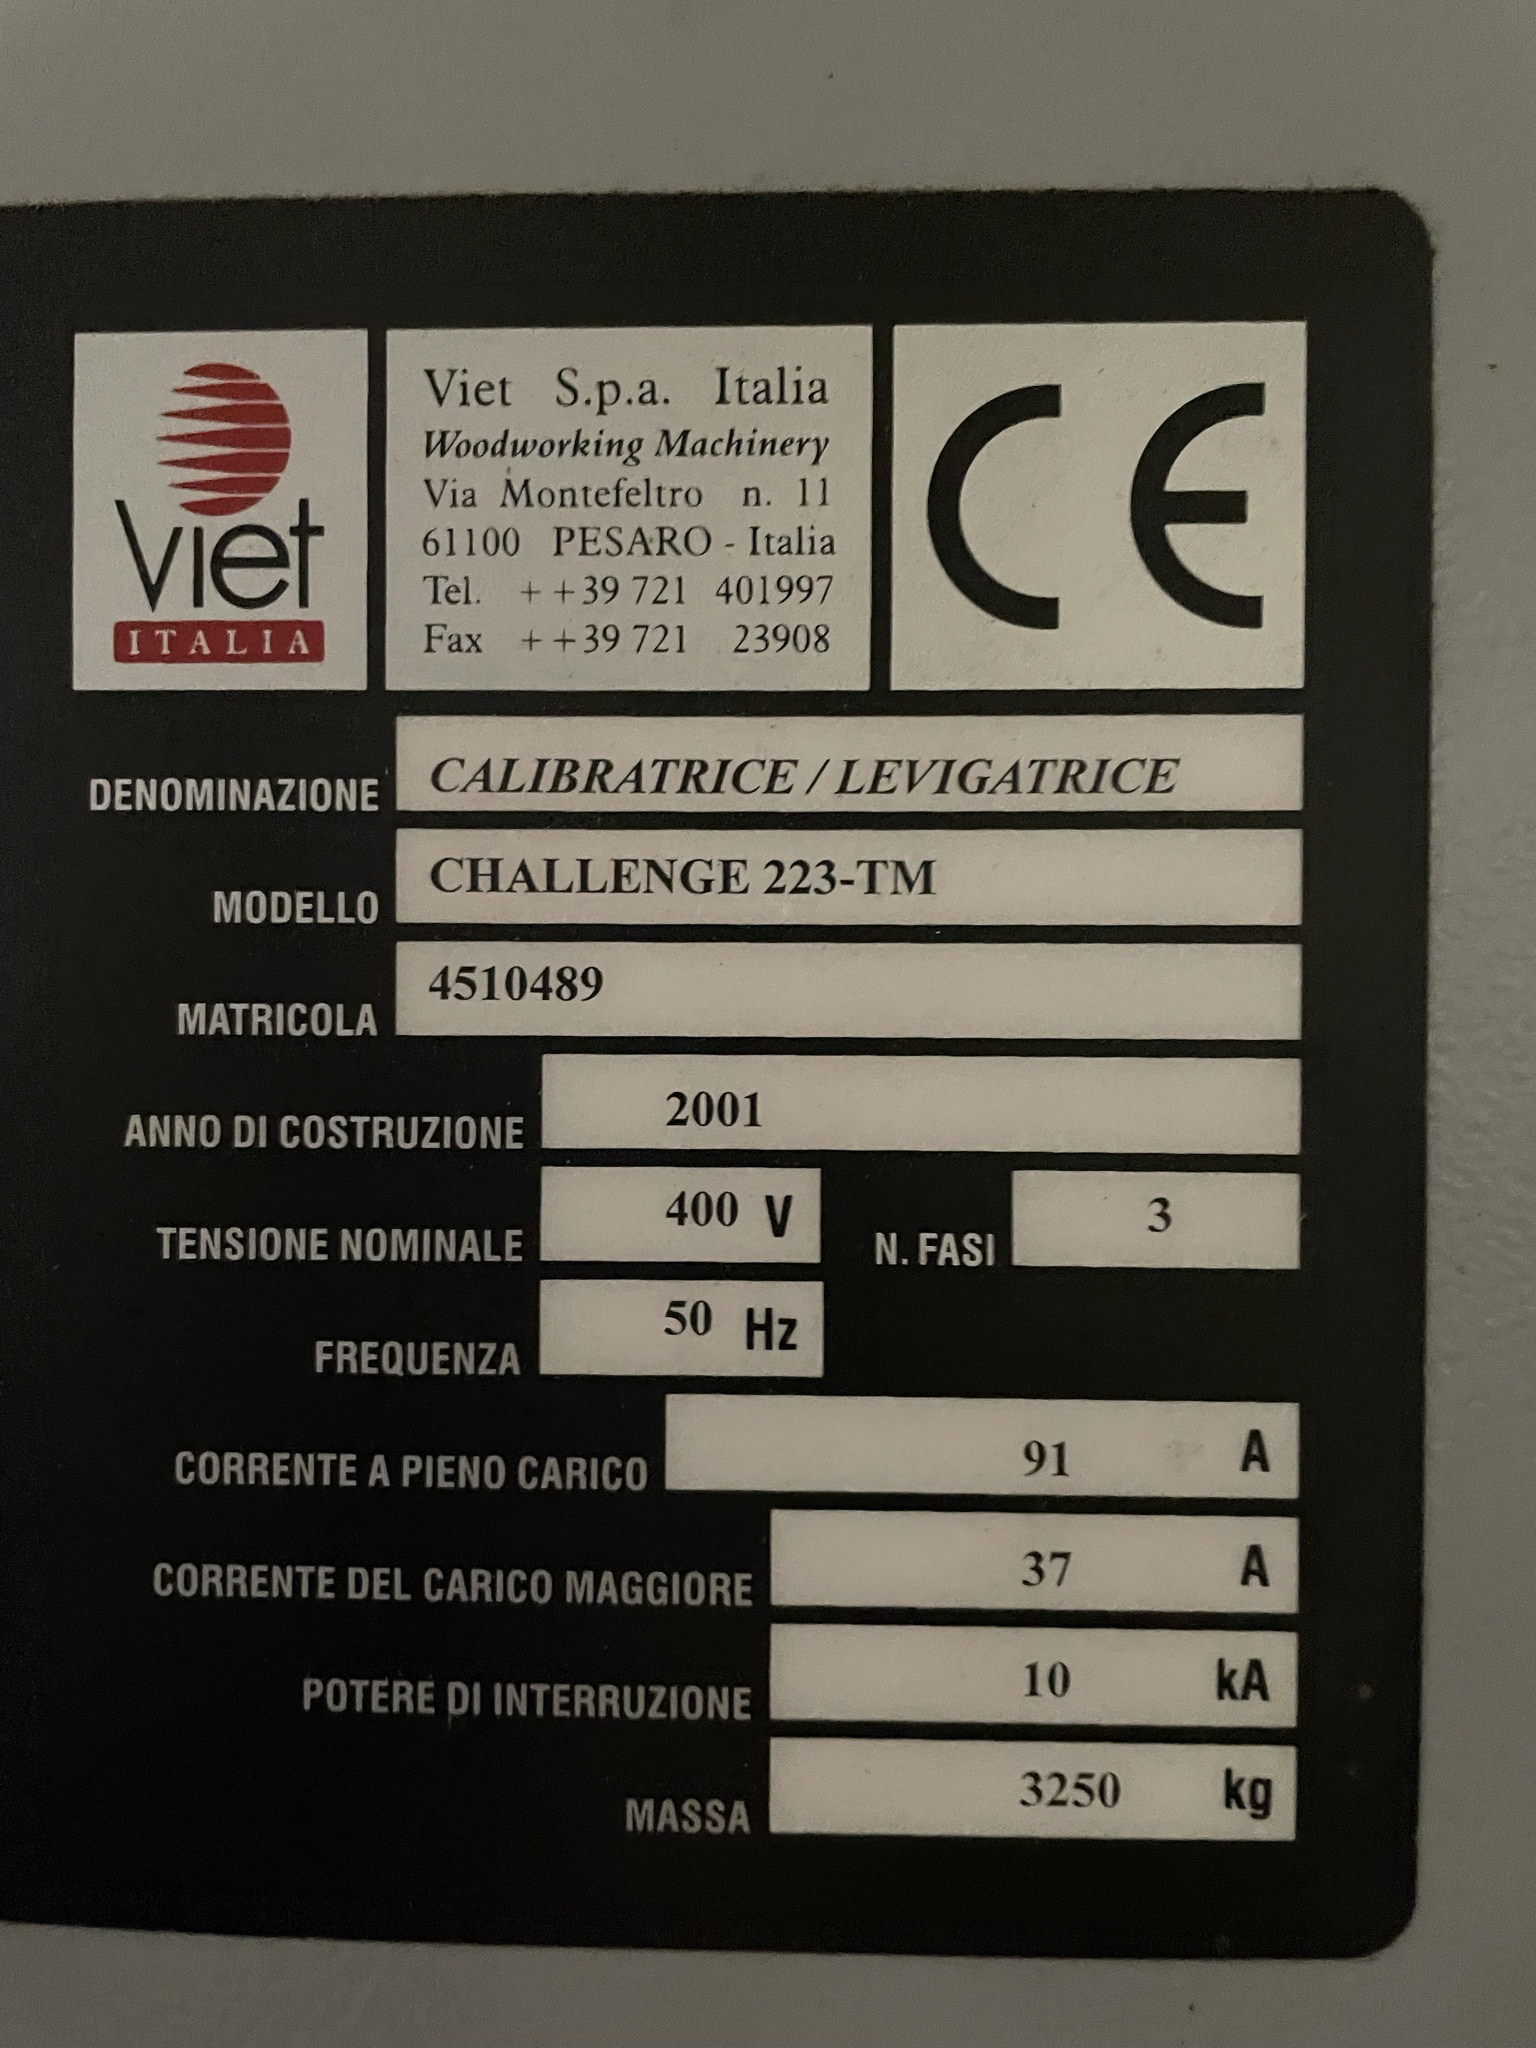 Viet
ITALIA
Viet S.p.a. Italia
Woodworking Machinery
Via Montefeltro n. 11
61100 PESARO - Italia
Tel. ++39 721 401997
Fax ++39 721 23908
CE
DENOMINAZIONE CALIBRATRICE / LEVIGATRICE
MODELLO CHALLENGE 223-TM
MATRICOLA 4510489
ANNO DI COSTRUZIONE 2001
TENSIONE NOMINALE 400 V N. FASI 3
FREQUENZA 50 Hz
CORRENTE A PIENO CARICO 91 A
CORRENTE DEL CARICO MAGGIORE 37 A
POTERE DI INTERRUZIONE 10 kA
MASSA 3250 kg